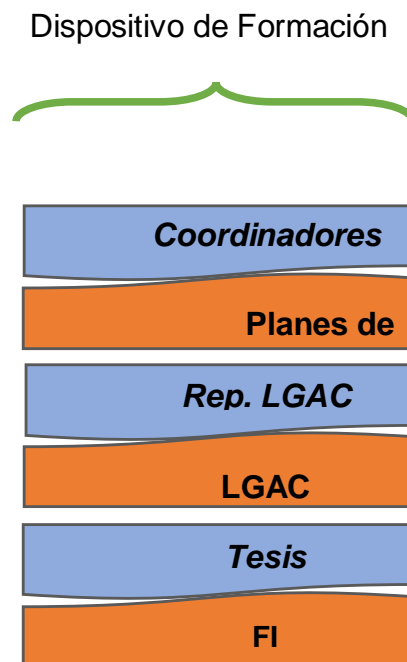 Dispositivo de Formación
Coordinadores
Planes de
Rep. LGAC
LGAC
Tesis
FI